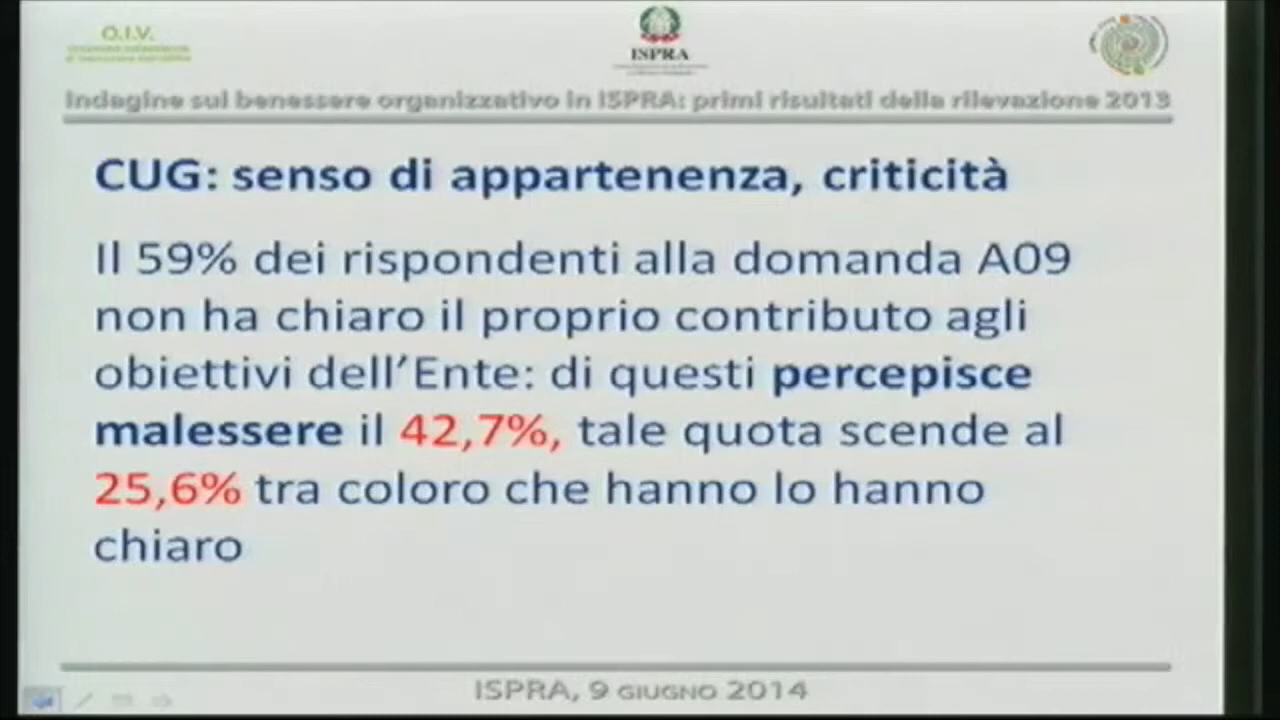 O.I.V.
ISPRA
Indagine sul benessere organizzativo in ISPRA: primi risultati della rilevazione 2013
CUG: senso di appartenenza, criticità
Il 59% dei rispondenti alla domanda A09
non ha chiaro il proprio contributo agli
obiettivi dell’Ente: di questi percepisce
malessere il 42,7%, tale quota scende al
25,6% tra coloro che hanno lo hanno
chiaro
ISPRA, 9 GIUGNO 2014